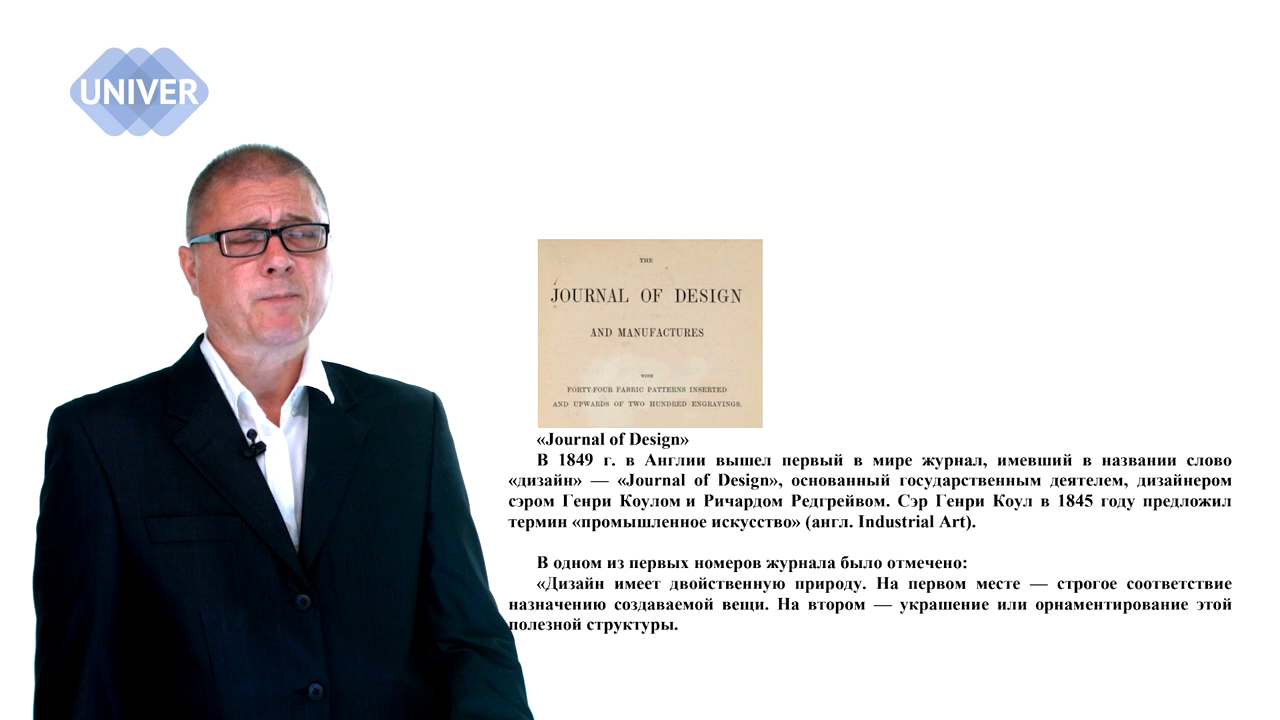 UNIVER
THE
JOURNAL OF DESIGN
AND MANUFACTURES
WITH
FORTY-FOUR FABRIC PATTERNS INSERTED
AND UPWARDS OF TWO HUNDRED ENGRAVINGS.
«Journal of Design»
В 1849 г. в Англии вышел первый в мире журнал, имевший в названии слово
«дизайн» — «Journal of Design», основанный государственным деятелем, дизайнером
сэром Генри Коулом и Ричардом Редгрейвом. Сэр Генри Коул в 1845 году предложил
термин «промышленное искусство» (англ. Industrial Art).
В одном из первых номеров журнала было отмечено:
«Дизайн имеет двойственную природу. На первом месте — строгое соответствие
назначению создаваемой вещи. На втором — украшение или орнаментирование этой
полезной структуры.